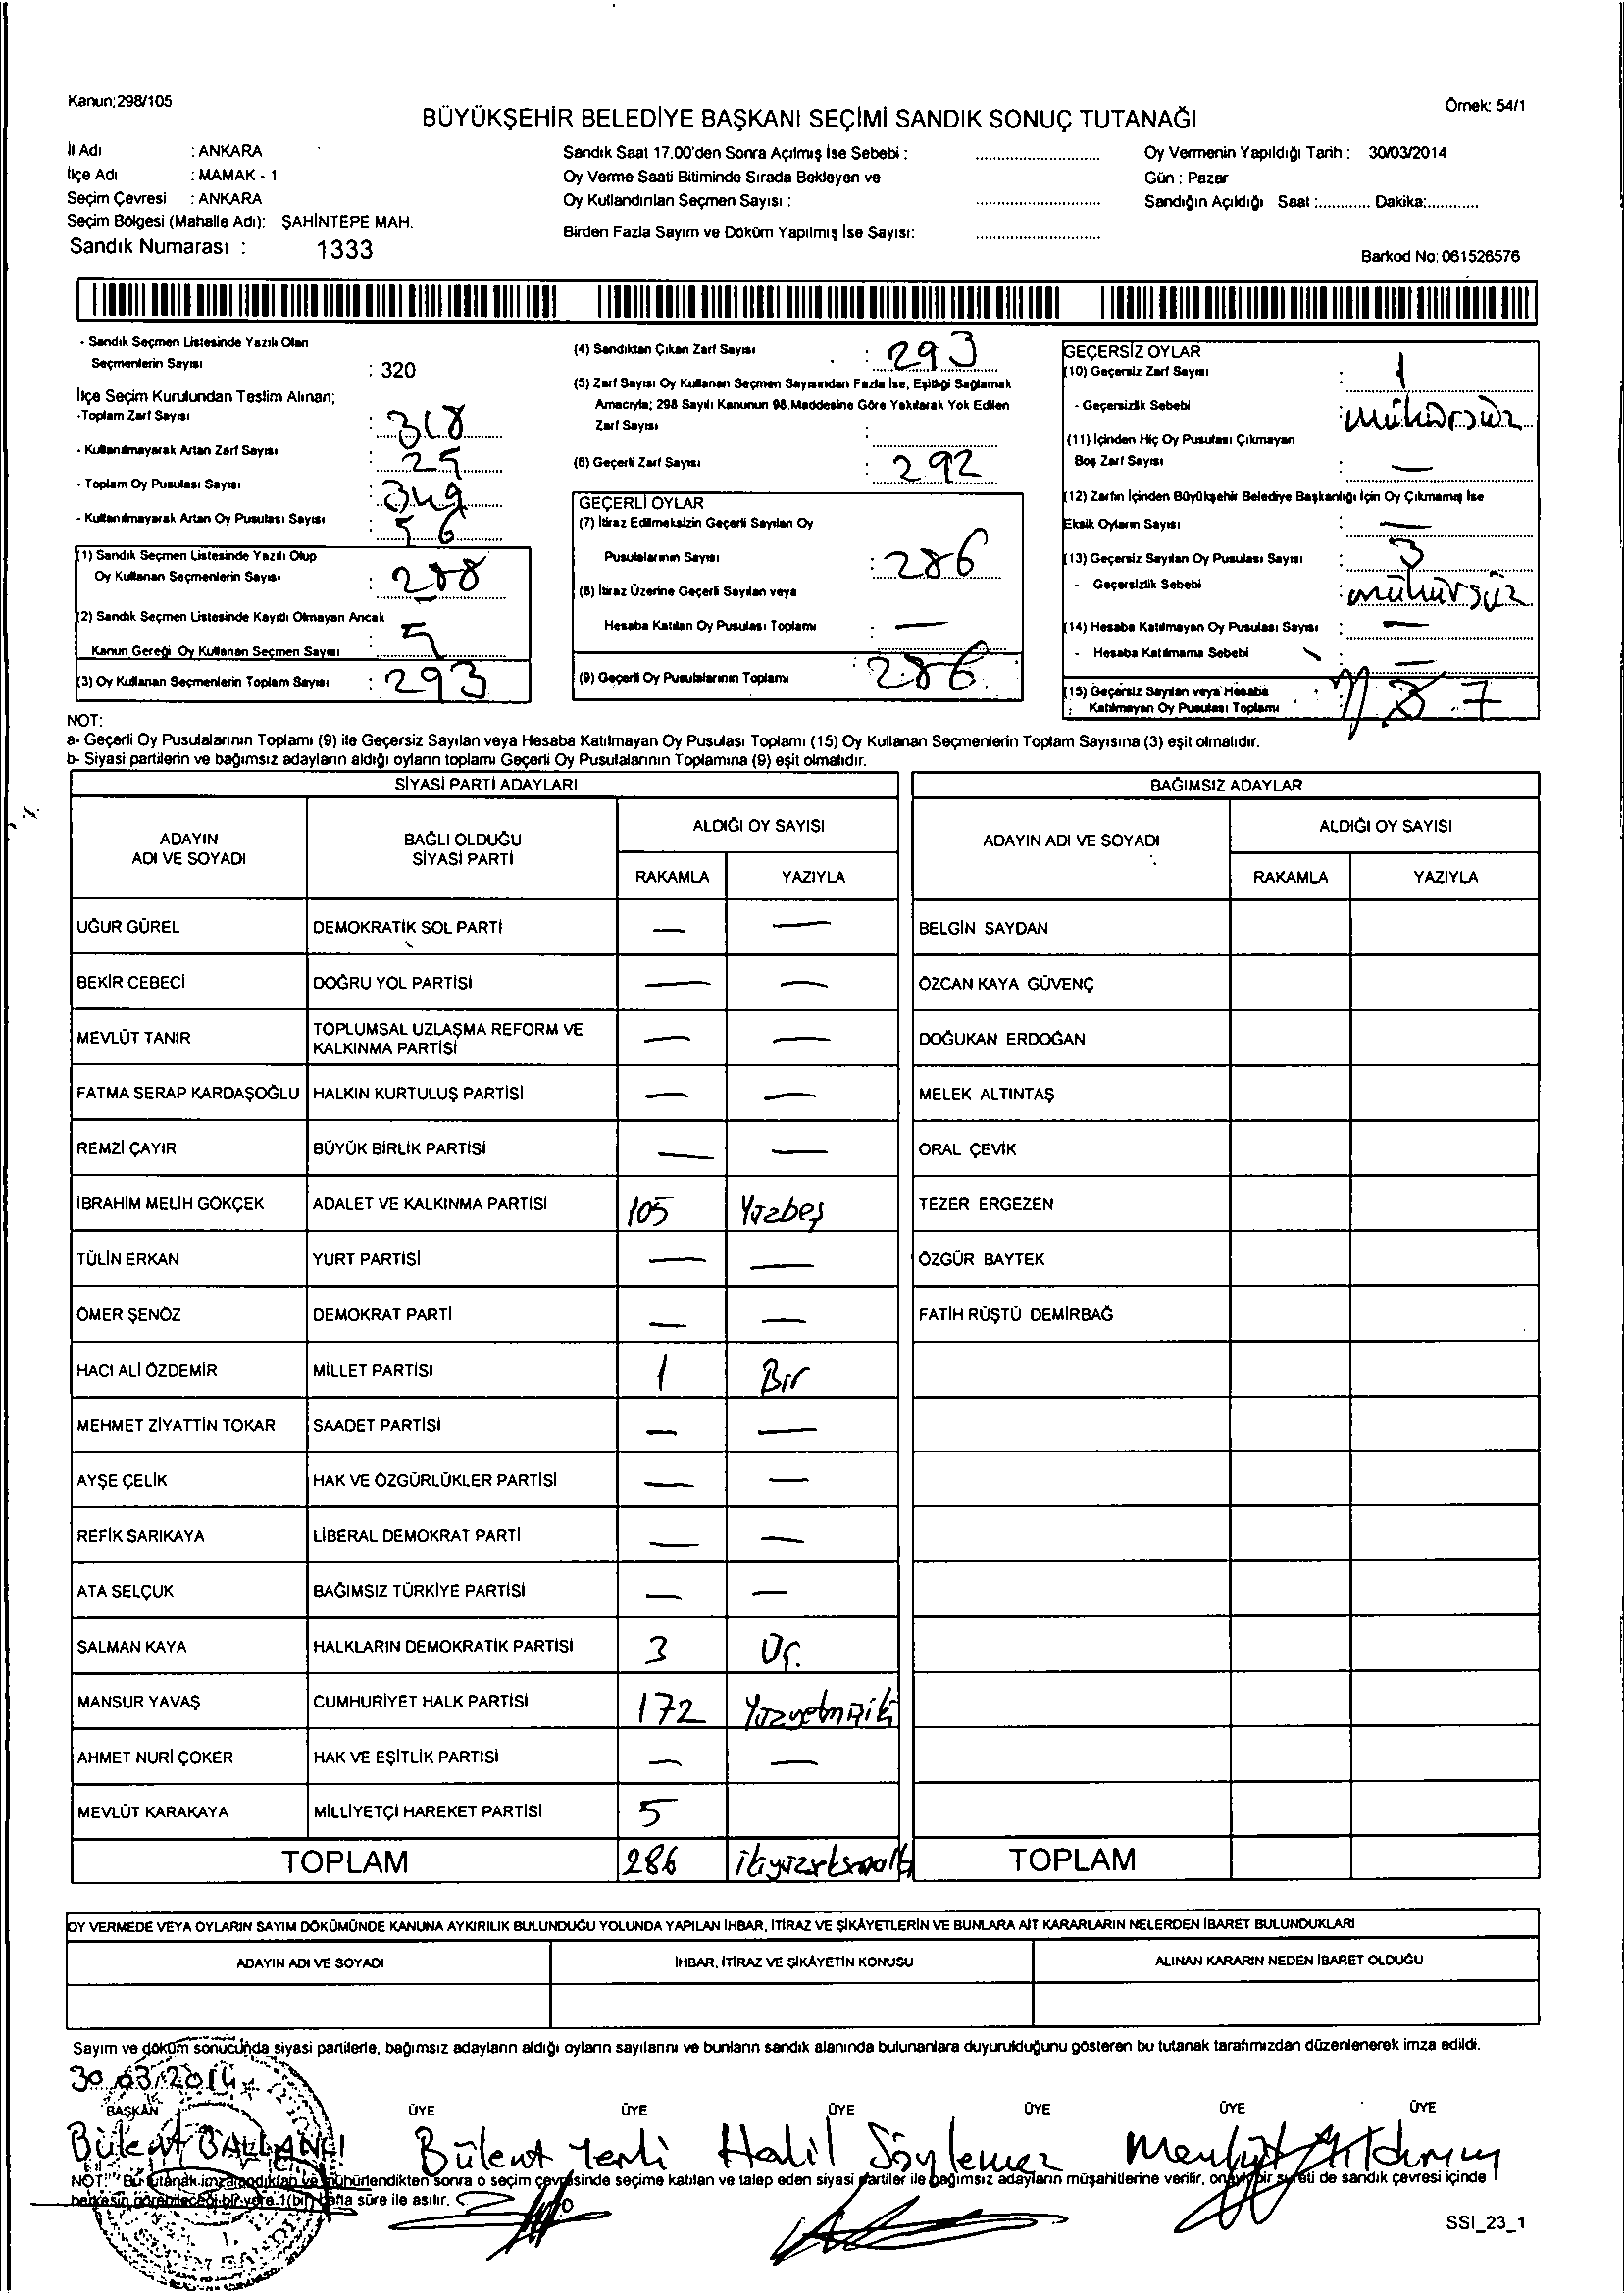 Kanun:298/105
Örnek: 54/1
BÜYÜKŞEHİR BELEDİYE BAŞKANI SEÇİMİ SANDIK SONUÇ TUTANAĞI
İl Adı : ANKARA
İlçe Adı : MAMAK - 1
Seçim Çevresi : ANKARA
Seçim Bölgesi (Mahalle Adı): ŞAHİNTEPE MAH.
Sandık Numarası : 1333
Sandık Saat 17.00'den Sonra Açılmış İse Sebebi :
Oy Verme Saati Bitiminde Sırada Bekleyen ve
Oy Kullandırılan Seçmen Sayısı :
Birden Fazla Sayım ve Döküm Yapılmış İse Sayısı:
Oy Vermenin Yapıldığı Tarih : 30/03/2014
Gün : Pazar
Sandığın Açıldığı Saat :............ Dakika:............
Barkod No: 061526576
- Sandık Seçmen Listesinde Yazılı Olan
Seçmenlerin Sayısı : 320
İlçe Seçim Kurulundan Teslim Alınan;
-Toplam Zarf Sayısı : 318
- Kullanılmayarak Artan Zarf Sayısı : 25
- Toplam Oy Pusulası Sayısı : 349
- Kullanılmayarak Artan Oy Pusulası Sayısı : 56
(1) Sandık Seçmen Listesinde Yazılı Olup
Oy Kullanan Seçmenlerin Sayısı : 288
(2) Sandık Seçmen Listesinde Kayıtlı Olmayan Ancak
Kanun Gereği Oy Kullanan Seçmen Sayısı : 5
(3) Oy Kullanan Seçmenlerin Toplam Sayısı : 293
(4) Sandıktan Çıkan Zarf Sayısı : 293
(5) Zarf Sayısı Oy Kullanan Seçmen Sayısından Fazla İse, Eşitliği Sağlamak
Amacıyla; 298 Sayılı Kanunun 98.Maddesine Göre Yakılarak Yok Edilen
Zarf Sayısı :
(6) Geçerli Zarf Sayısı : 292
GEÇERLİ OYLAR
(7) İtiraz Edilmeksizin Geçerli Sayılan Oy
Pusulalarının Sayısı : 286
(8) İtiraz Üzerine Geçerli Sayılan veya
Hesaba Katılan Oy Pusulası Toplamı : —
(9) Geçerli Oy Pusulalarının Toplamı : 286
GEÇERSİZ OYLAR
(10) Geçersiz Zarf Sayısı : 1
- Geçersizlik Sebebi : mühürsüz
(11) İçinden Hiç Oy Pusulası Çıkmayan
Boş Zarf Sayısı : —
(12) Zarfın İçinden Büyükşehir Belediye Başkanlığı İçin Oy Çıkmamış İse
Eksik Oyların Sayısı : —
(13) Geçersiz Sayılan Oy Pusulası Sayısı : 3
- Geçersizlik Sebebi : mühürsüz
(14) Hesaba Katılmayan Oy Pusulası Sayısı : —
- Hesaba Katılmama Sebebi : —
(15) Geçersiz Sayılan veya Hesaba
Katılmayan Oy Pusulası Toplamı : 7
NOT:
a- Geçerli Oy Pusulalarının Toplamı (9) ile Geçersiz Sayılan veya Hesaba Katılmayan Oy Pusulası Toplamı (15) Oy Kullanan Seçmenlerin Toplam Sayısına (3) eşit olmalıdır.
b- Siyasi partilerin ve bağımsız adayların aldığı oyların toplamı Geçerli Oy Pusulalarının Toplamına (9) eşit olmalıdır.
SİYASİ PARTİ ADAYLARI
ADAYIN ADI VE SOYADI BAĞLI OLDUĞU SİYASİ PARTİ ALDIĞI OY SAYISI
RAKAMLA YAZIYLA
UĞUR GÜREL DEMOKRATİK SOL PARTİ — —
BEKİR CEBECİ DOĞRU YOL PARTİSİ — —
MEVLÜT TANIR TOPLUMSAL UZLAŞMA REFORM VE KALKINMA PARTİSİ — —
FATMA SERAP KARDAŞOĞLU HALKIN KURTULUŞ PARTİSİ — —
REMZİ ÇAYIR BÜYÜK BİRLİK PARTİSİ — —
İBRAHİM MELİH GÖKÇEK ADALET VE KALKINMA PARTİSİ 105 Yüzbeş
TÜLİN ERKAN YURT PARTİSİ — —
ÖMER ŞENÖZ DEMOKRAT PARTİ — —
HACI ALİ ÖZDEMİR MİLLET PARTİSİ 1 Bir
MEHMET ZİYATTİN TOKAR SAADET PARTİSİ — —
AYŞE ÇELİK HAK VE ÖZGÜRLÜKLER PARTİSİ — —
REFİK SARIKAYA LİBERAL DEMOKRAT PARTİ — —
ATA SELÇUK BAĞIMSIZ TÜRKİYE PARTİSİ — —
SALMAN KAYA HALKLARIN DEMOKRATİK PARTİSİ 3 Üç.
MANSUR YAVAŞ CUMHURİYET HALK PARTİSİ 172 Yüzyetmişiki
AHMET NURİ ÇOKER HAK VE EŞİTLİK PARTİSİ — —
MEVLÜT KARAKAYA MİLLİYETÇİ HAREKET PARTİSİ 5
TOPLAM 286 ikiyüzseksenaltı
BAĞIMSIZ ADAYLAR
ADAYIN ADI VE SOYADI ALDIĞI OY SAYISI
RAKAMLA YAZIYLA
BELGİN SAYDAN
ÖZCAN KAYA GÜVENÇ
DOĞUKAN ERDOĞAN
MELEK ALTINTAŞ
ORAL ÇEVİK
TEZER ERGEZEN
ÖZGÜR BAYTEK
FATİH RÜŞTÜ DEMİRBAĞ
TOPLAM
OY VERMEDE VEYA OYLARIN SAYIM DÖKÜMÜNDE KANUNA AYKIRILIK BULUNDUĞU YOLUNDA YAPILAN İHBAR, İTİRAZ VE ŞİKÂYETLERİN VE BUNLARA AİT KARARLARIN NELERDEN İBARET BULUNDUKLARI
ADAYIN ADI VE SOYADI İHBAR, İTİRAZ VE ŞİKÂYETİN KONUSU ALINAN KARARIN NEDEN İBARET OLDUĞU
Sayım ve döküm sonucunda siyasi partilerle, bağımsız adayların aldığı oyların sayılarını ve bunların sandık alanında bulunanlara duyurulduğunu gösteren bu tutanak tarafımızdan düzenlenerek imza edildi.
30.03.2014
BAŞKAN ÜYE ÜYE ÜYE ÜYE ÜYE ÜYE
Bülent BALLANLI Bülent Yerli Halil Söylemez Mevlüt Yıldırım
NOT: Bu tutanak imzalandıktan ve mühürlendikten sonra o seçim çevresinde seçime katılan ve talep eden siyasi partiler ile bağımsız adayların müşahitlerine verilir, onaylı bir sureti de sandık çevresi içinde
herkesin görebileceği bir yere 1(bir) hafta süre ile asılır.
SSI_23_1